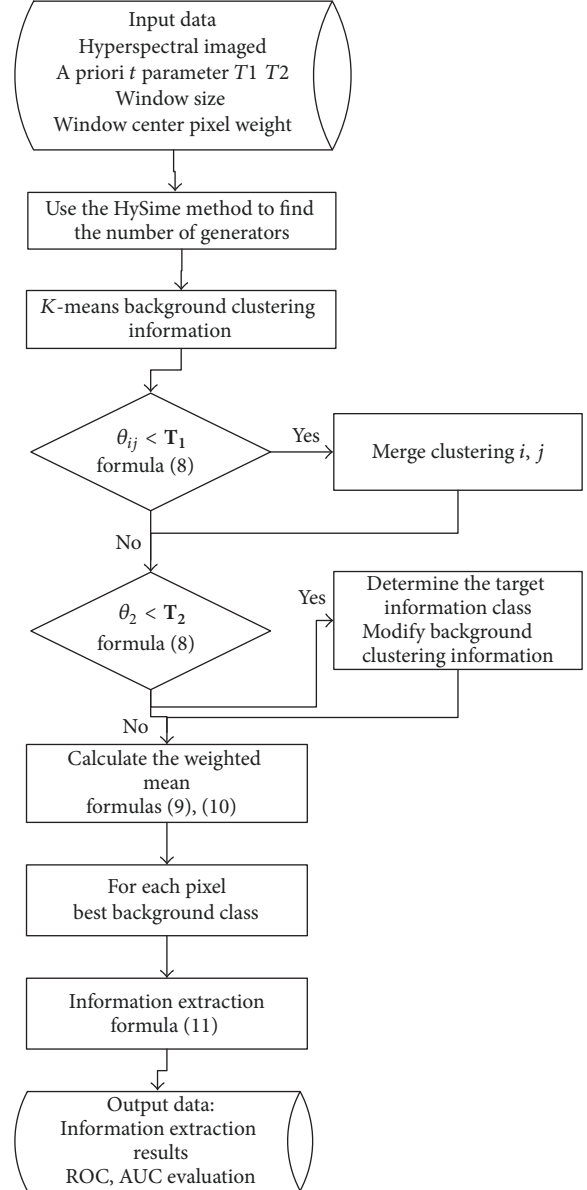 Input data
Hyperspectral imaged
A priori t parameter T1 T2
Window size
Window center pixel weight
Use the HySime method to find
the number of generators
K-means background clustering
information
θij < T1
formula (8)
Yes
Merge clustering i, j
No
θ2 < T2
formula (8)
Yes
Determine the target
information class
Modify background
clustering information
No
Calculate the weighted
mean
formulas (9), (10)
For each pixel
best background class
Information extraction
formula (11)
Output data:
Information extraction
results
ROC, AUC evaluation